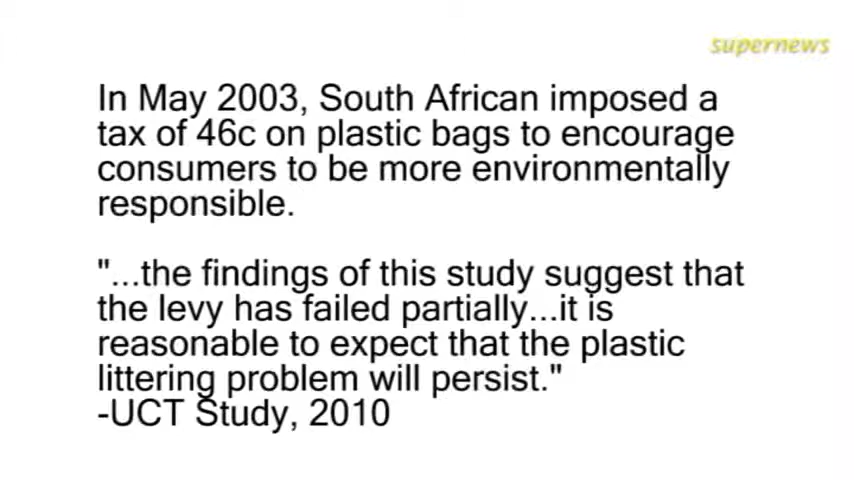 supernews
In May 2003, South African imposed a
tax of 46c on plastic bags to encourage
consumers to be more environmentally
responsible.
"...the findings of this study suggest that
the levy has failed partially...it is
reasonable to expect that the plastic
littering problem will persist."
-UCT Study, 2010